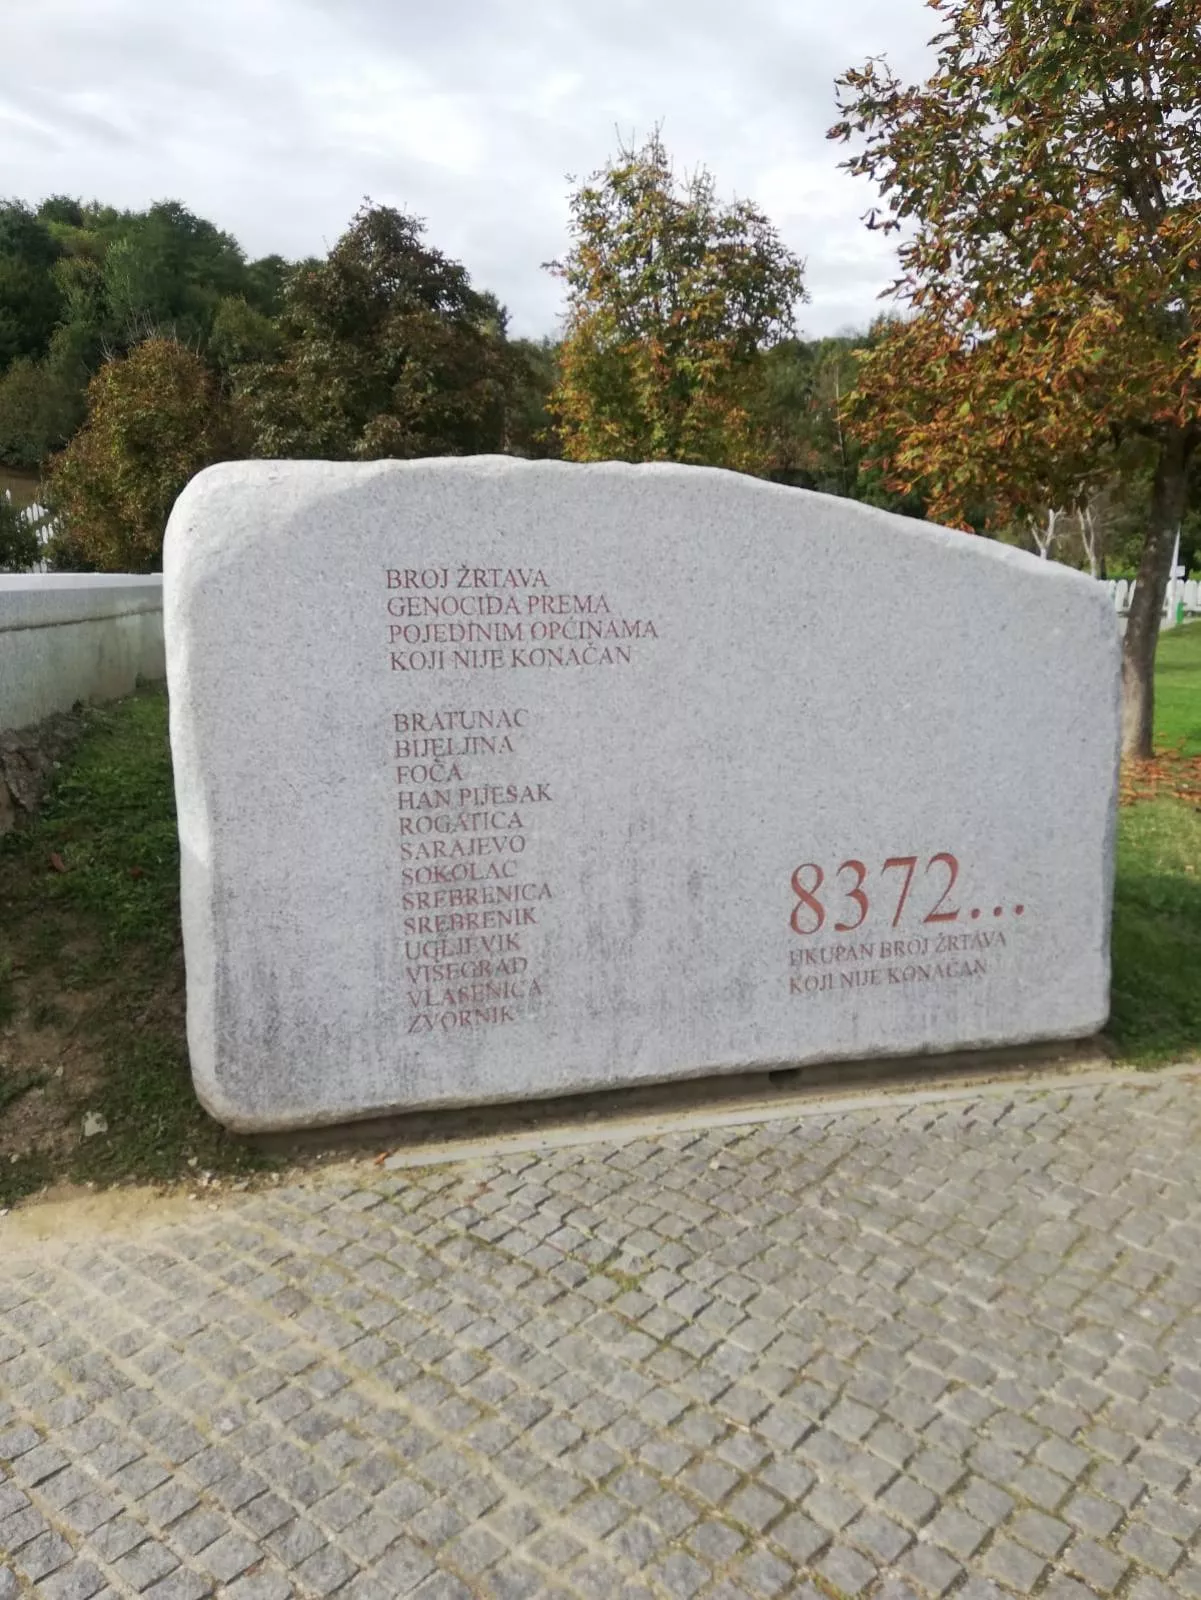 BROJ ŽRTAVA
GENOCIDA PREMA
POJEDINIM OPĆINAMA
KOJI NIJE KONAČAN
BRATUNAC
BIJELJINA
FOČA
HAN PIJESAK
ROGATICA
SARAJEVO
SOKOLAC
SREBRENICA
SREBRENIK
UGLJEVIK
VIŠEGRAD
VLASENICA
ZVORNIK
8372...
UKUPAN BROJ ŽRTAVA
KOJI NIJE KONAČAN